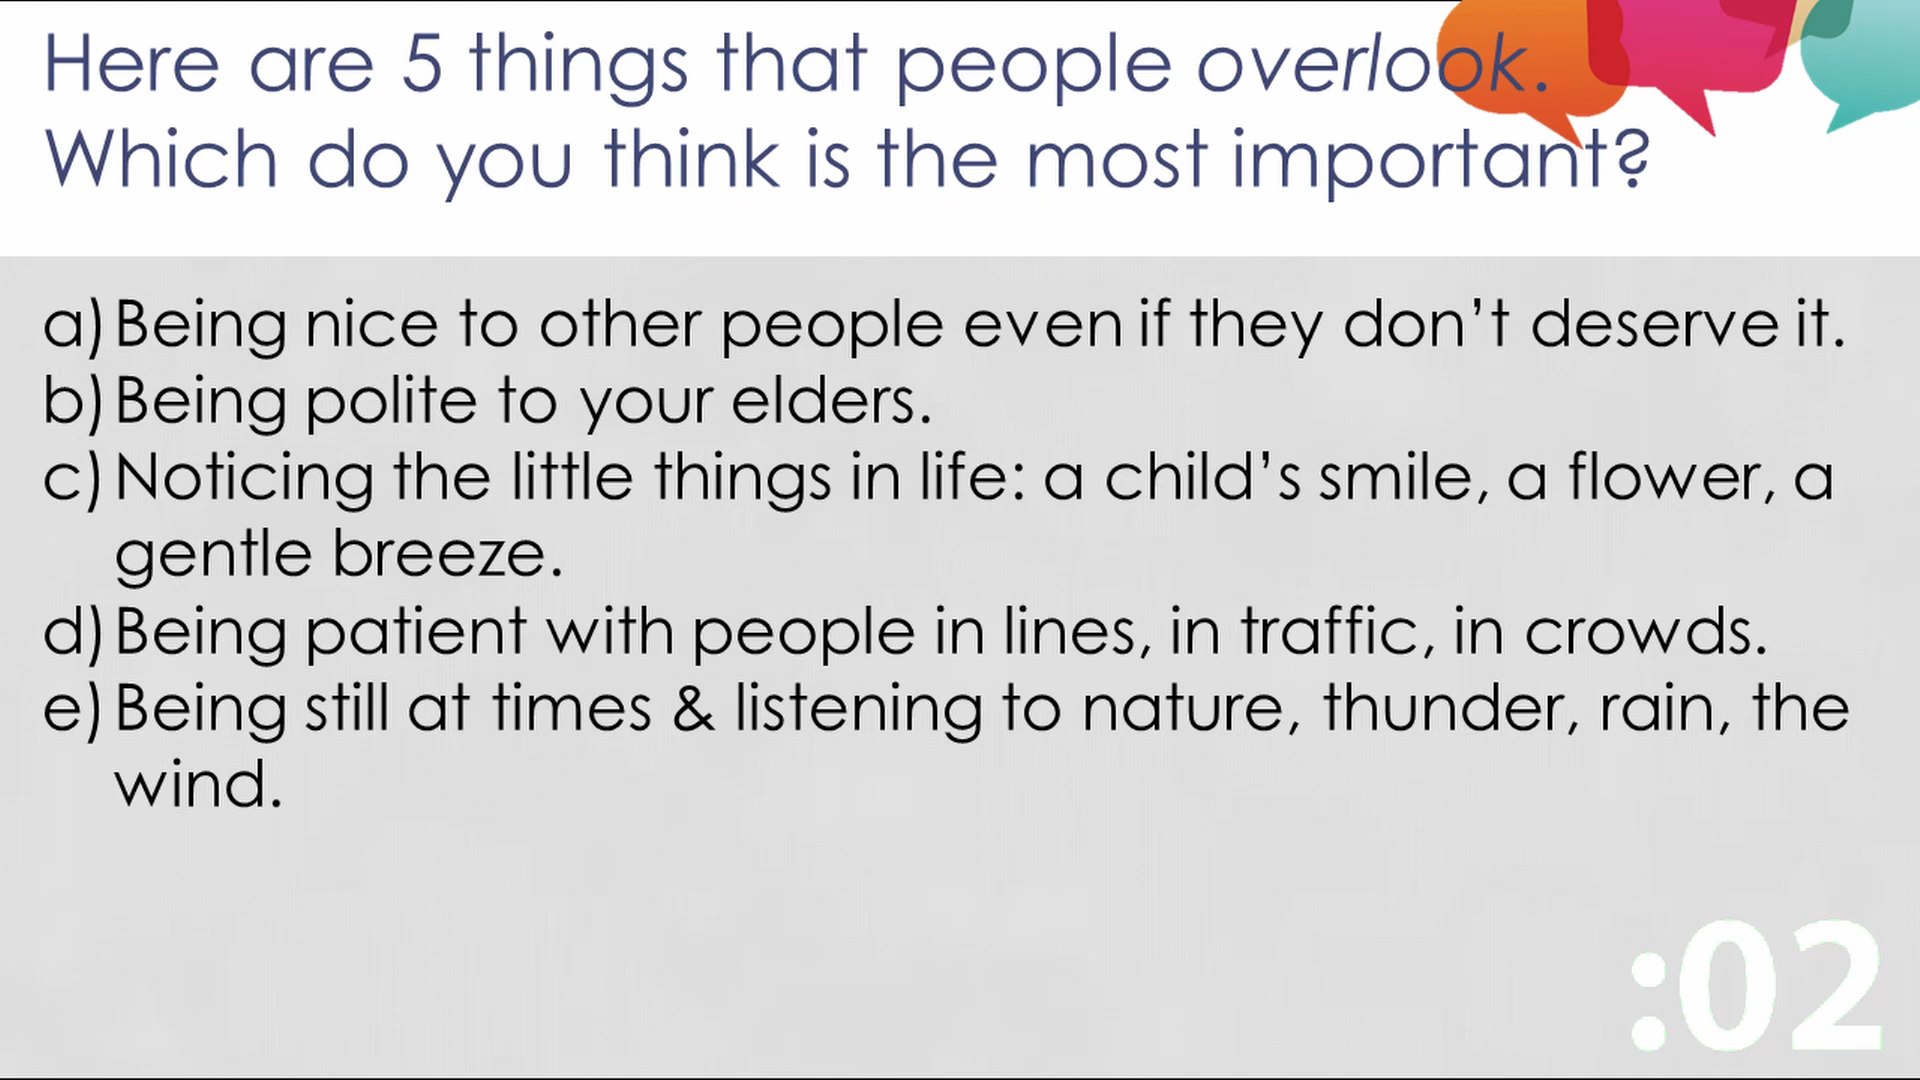 Here are 5 things that people overlook.
Which do you think is the most important?
a) Being nice to other people even if they don’t deserve it.
b) Being polite to your elders.
c) Noticing the little things in life: a child’s smile, a flower, a
gentle breeze.
d) Being patient with people in lines, in traffic, in crowds.
e) Being still at times & listening to nature, thunder, rain, the
wind.
:02